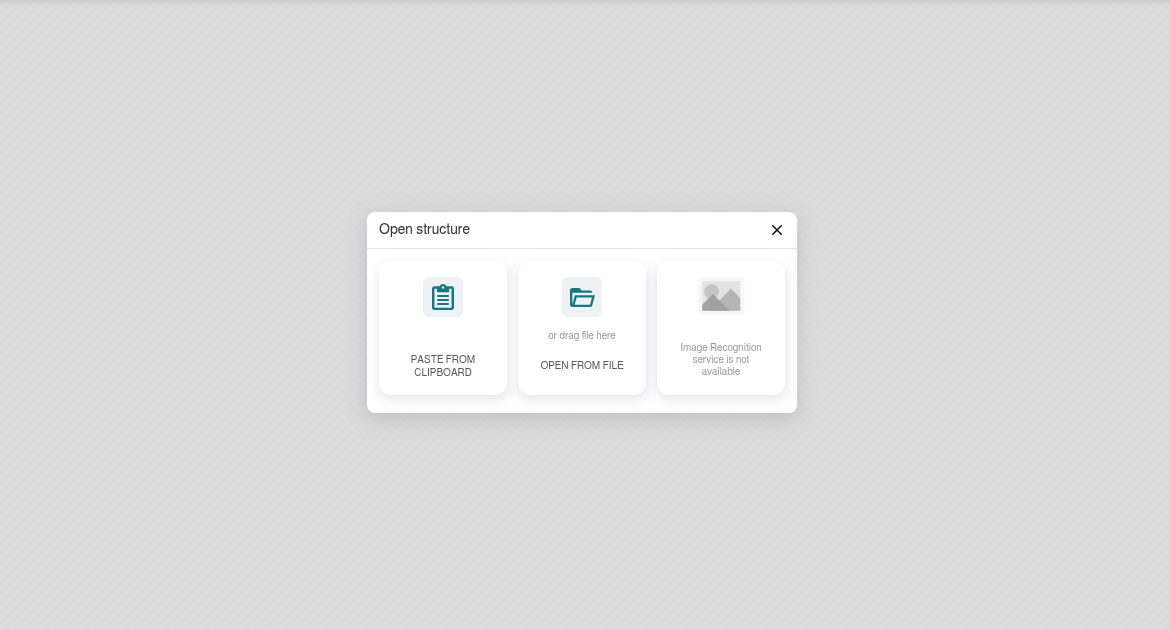 Open structure
PASTE FROM
CLIPBOARD
or drag file here
OPEN FROM FILE
Image Recognition
service is not
available